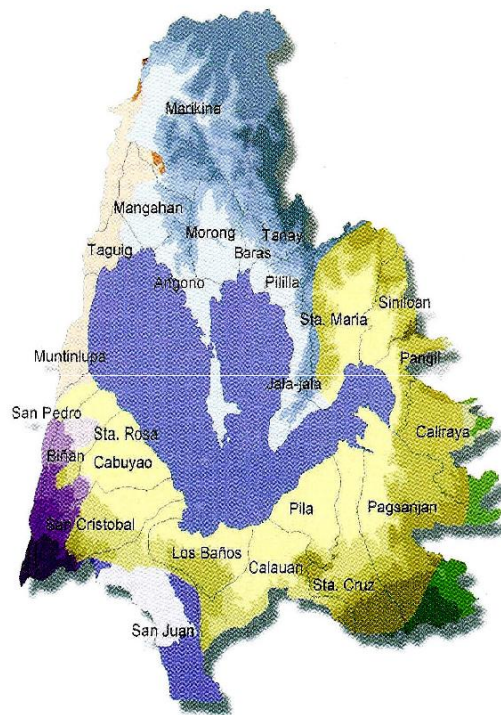 Marikina
Mangahan
Morong
Tanay
Baras
Taguig
Angono
Pililla
Siniloan
Sta. Maria
Muntinlupa
Pangil
Jala-jala
San Pedro
Sta. Rosa
Caliraya
Biñan
Cabuyao
Pila
Pagsanjan
San Cristobal
Los Baños
Calauan
Sta. Cruz
San Juan